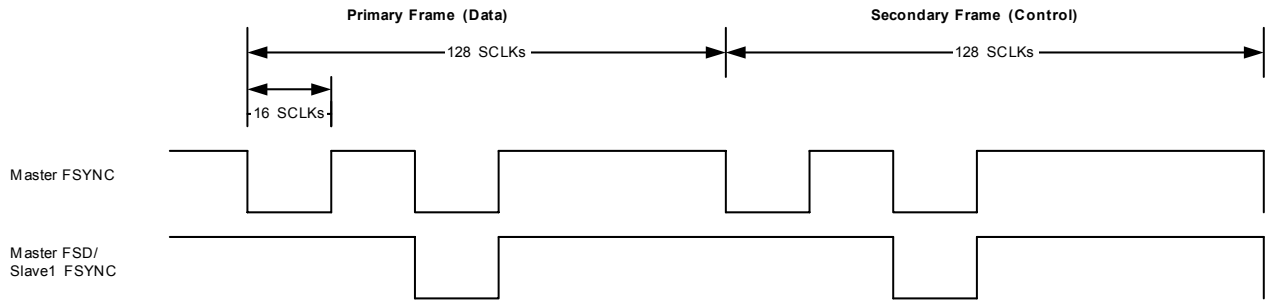 Primary Frame (Data)
Secondary Frame (Control)
128 SCLKs
128 SCLKs
16 SCLKs
Master FSYNC
Master FSD/
Slave1 FSYNC